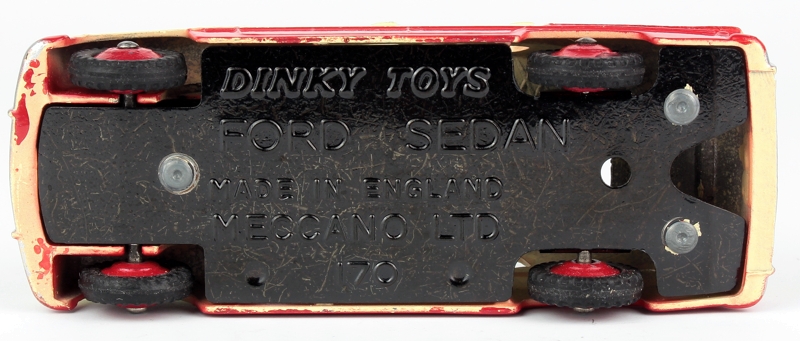 DINKY TOYS
FORD SEDAN
MADE IN ENGLAND
MECCANO LTD
170